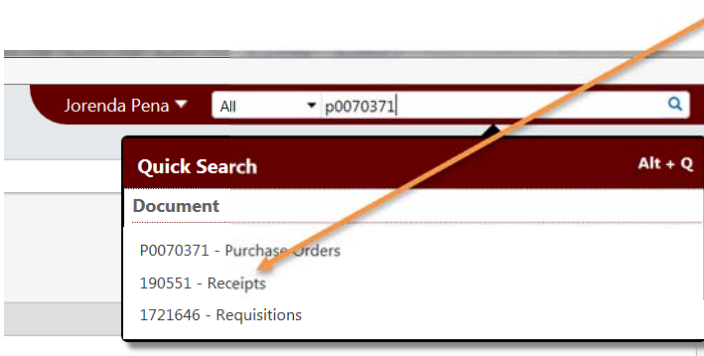 Jorenda Pena All p0070371
Quick Search Alt + Q
Document
P0070371 - Purchase Orders
190551 - Receipts
1721646 - Requisitions